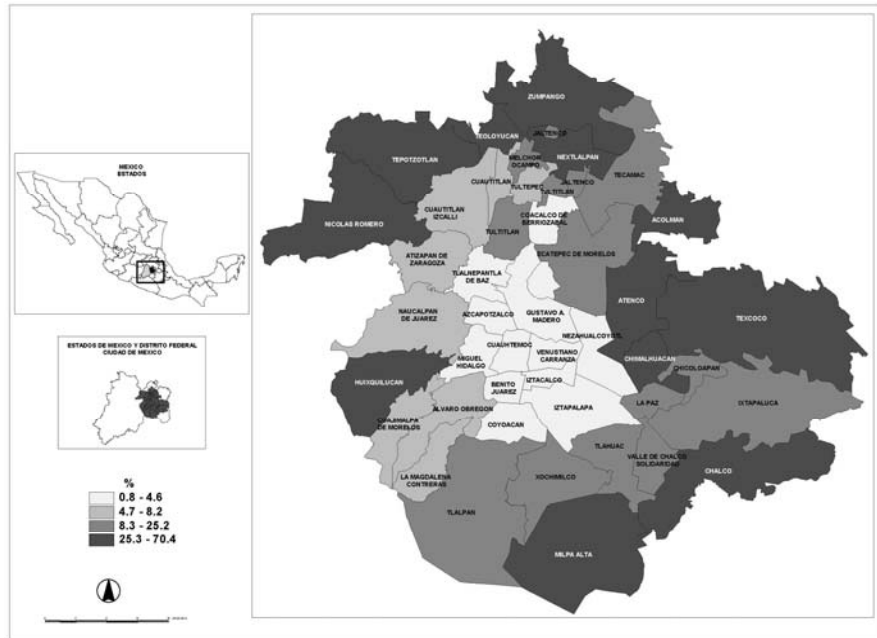 MEXICO
ESTADOS
ESTADOS DE MEXICO Y DISTRITO FEDERAL
CIUDAD DE MEXICO
%
0.8 - 4.6
4.7 - 8.2
8.3 - 25.2
25.3 - 70.4
ZUMPANGO
TEOLOYUCAN
JALTENCO
TEPOTZOTLAN
MELCHOR
OCAMPO
NEXTLALPAN
CUAUTITLAN
TULTEPEC
JALTENCO
TULTITLAN
TECAMAC
CUAUTITLAN
IZCALLI
COACALCO DE
BERRIOZABAL
NICOLAS ROMERO
ACOLMAN
TULTITLAN
ATIZAPAN DE
ZARAGOZA
ECATEPEC DE MORELOS
TLALNEPANTLA
DE BAZ
ATENCO
NAUCALPAN
DE JUAREZ
AZCAPOTZALCO
GUSTAVO A.
MADERO
TEXCOCO
NEZAHUALCOYOTL
CUAUHTEMOC
VENUSTIANO
CARRANZA
CHIMALHUACAN
MIGUEL
HIDALGO
CHICOLOAPAN
HUIXQUILUCAN
BENITO
JUAREZ
IZTACALCO
LA PAZ
IXTAPALUCA
CUAJIMALPA
DE MORELOS
ALVARO OBREGON
COYOACAN
IZTAPALAPA
TLAHUAC
VALLE DE CHALCO
SOLIDARIDAD
CHALCO
LA MAGDALENA
CONTRERAS
XOCHIMILCO
TLALPAN
MILPA ALTA